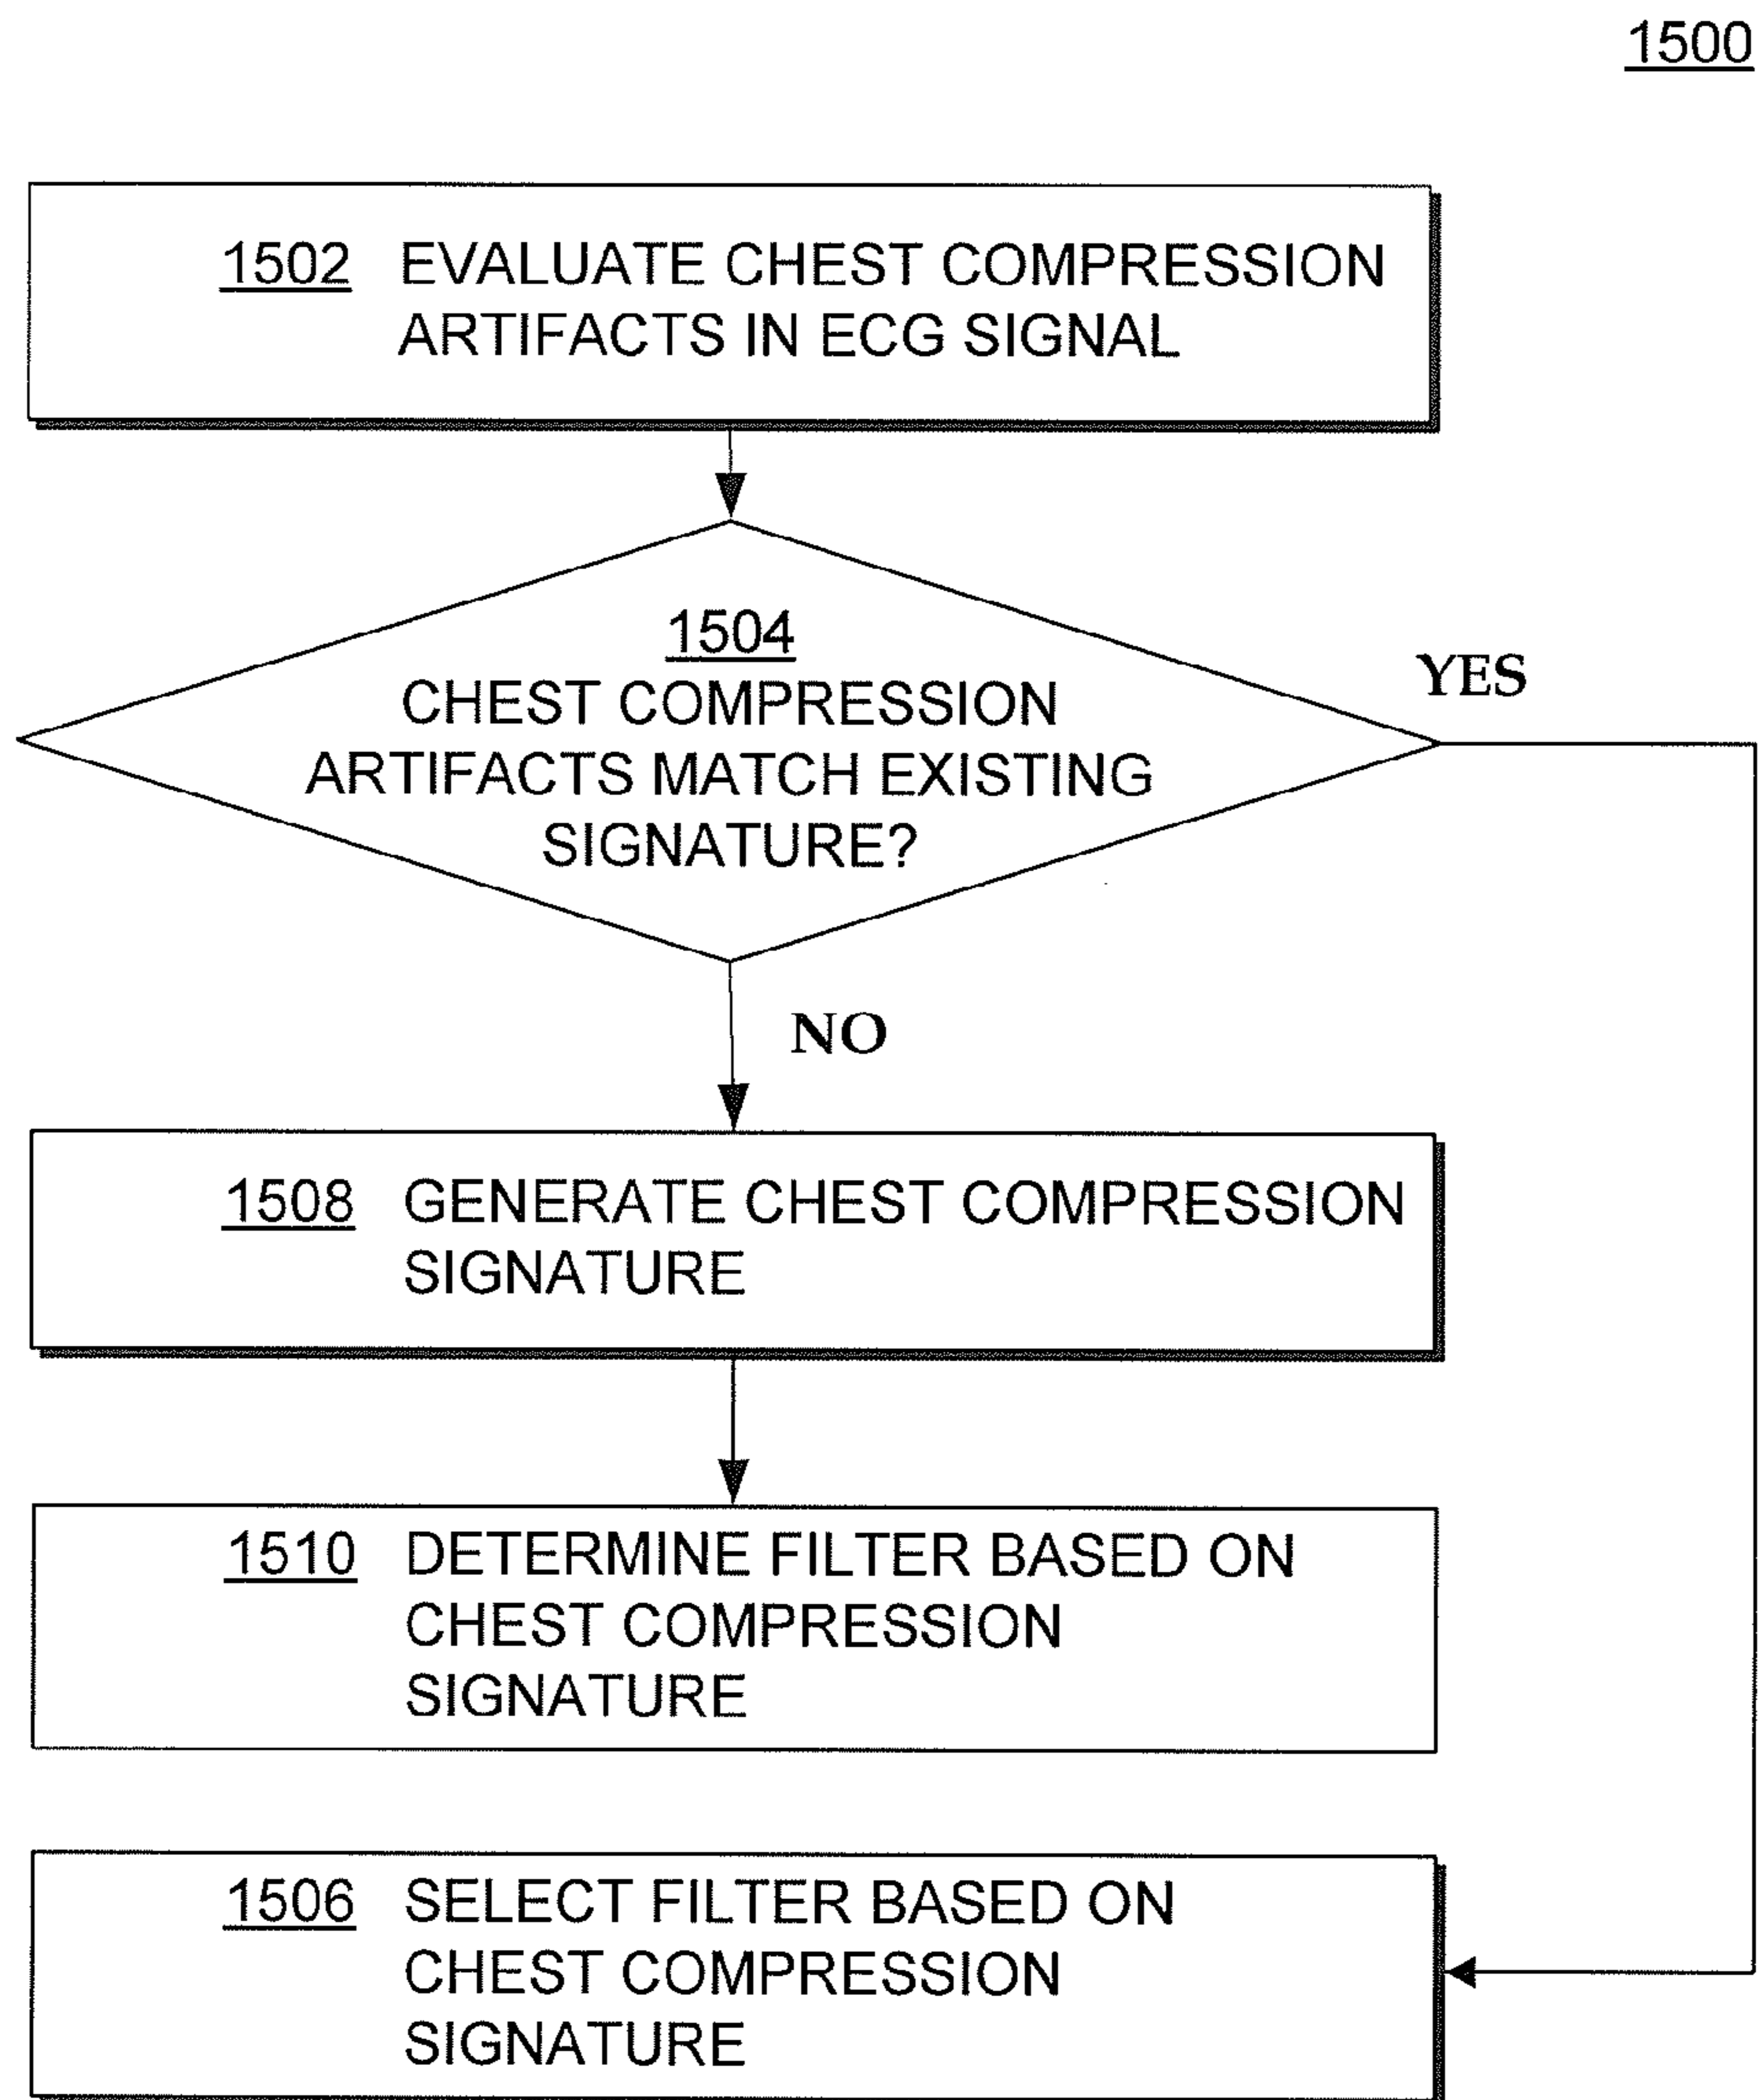 1500
1502 EVALUATE CHEST COMPRESSION
ARTIFACTS IN ECG SIGNAL
1504
CHEST COMPRESSION
ARTIFACTS MATCH EXISTING
SIGNATURE?
YES
NO
1508 GENERATE CHEST COMPRESSION
SIGNATURE
1510 DETERMINE FILTER BASED ON
CHEST COMPRESSION
SIGNATURE
1506 SELECT FILTER BASED ON
CHEST COMPRESSION
SIGNATURE